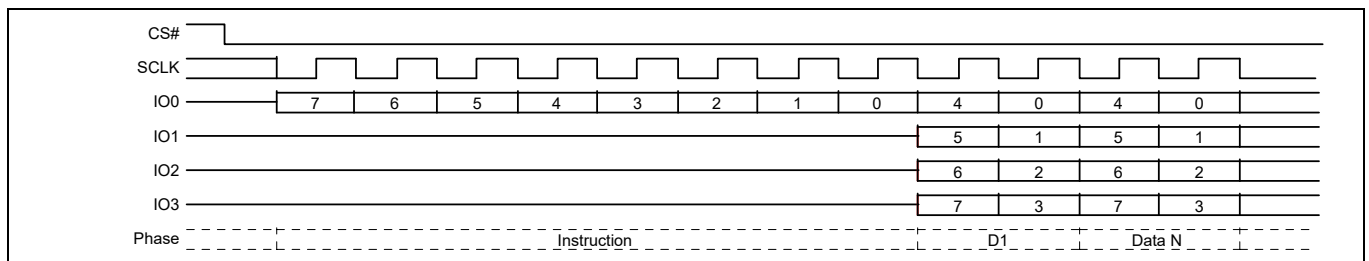 CS#
SCLK
IO0 7 6 5 4 3 2 1 0 4 0 4 0
IO1 5 1 5 1
IO2 6 2 6 2
IO3 7 3 7 3
Phase Instruction D1 Data N